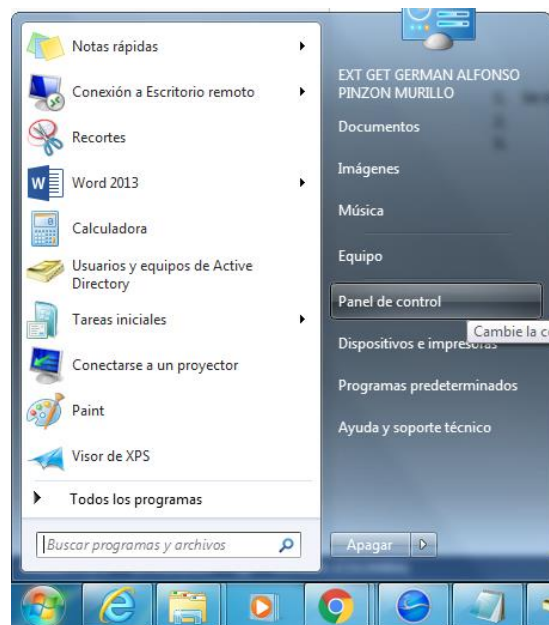 Notas rápidas
Conexión a Escritorio remoto
Recortes
Word 2013
Calculadora
Usuarios y equipos de Active
Directory
Tareas iniciales
Conectarse a un proyector
Paint
Visor de XPS
Todos los programas
Buscar programas y archivos
EXT GET GERMAN ALFONSO
PINZON MURILLO
Documentos
Imágenes
Música
Equipo
Panel de control
Cambie la c
Dispositivos e impresoras
Programas predeterminados
Ayuda y soporte técnico
Apagar